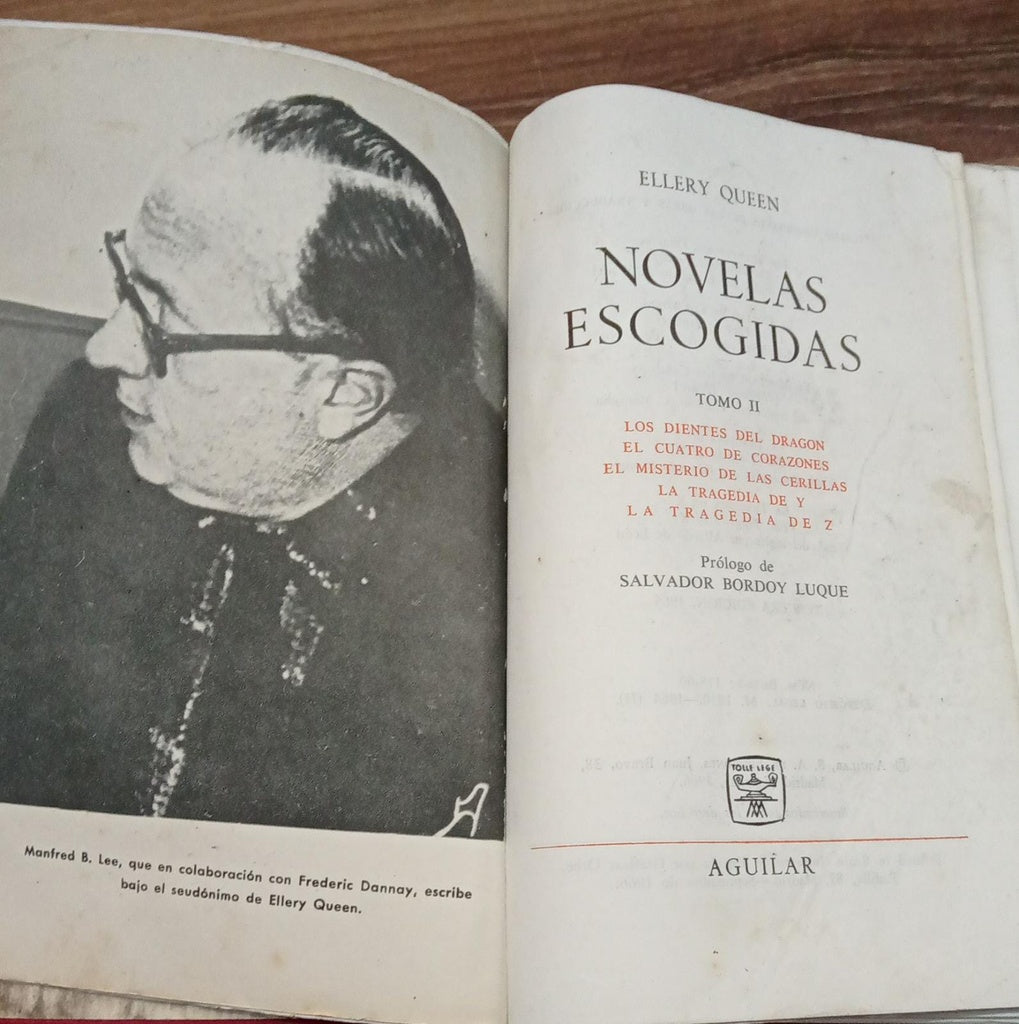 Manfred B. Lee, que en colaboración con Frederic Dannay, escribe
bajo el seudónimo de Ellery Queen.
ELLERY QUEEN
NOVELAS
ESCOGIDAS
TOMO II
LOS DIENTES DEL DRAGON
EL CUATRO DE CORAZONES
EL MISTERIO DE LAS CERILLAS
LA TRAGEDIA DE Y
LA TRAGEDIA DE Z
Prólogo de
SALVADOR BORDOY LUQUE
TOLLE LEGE
AGUILAR